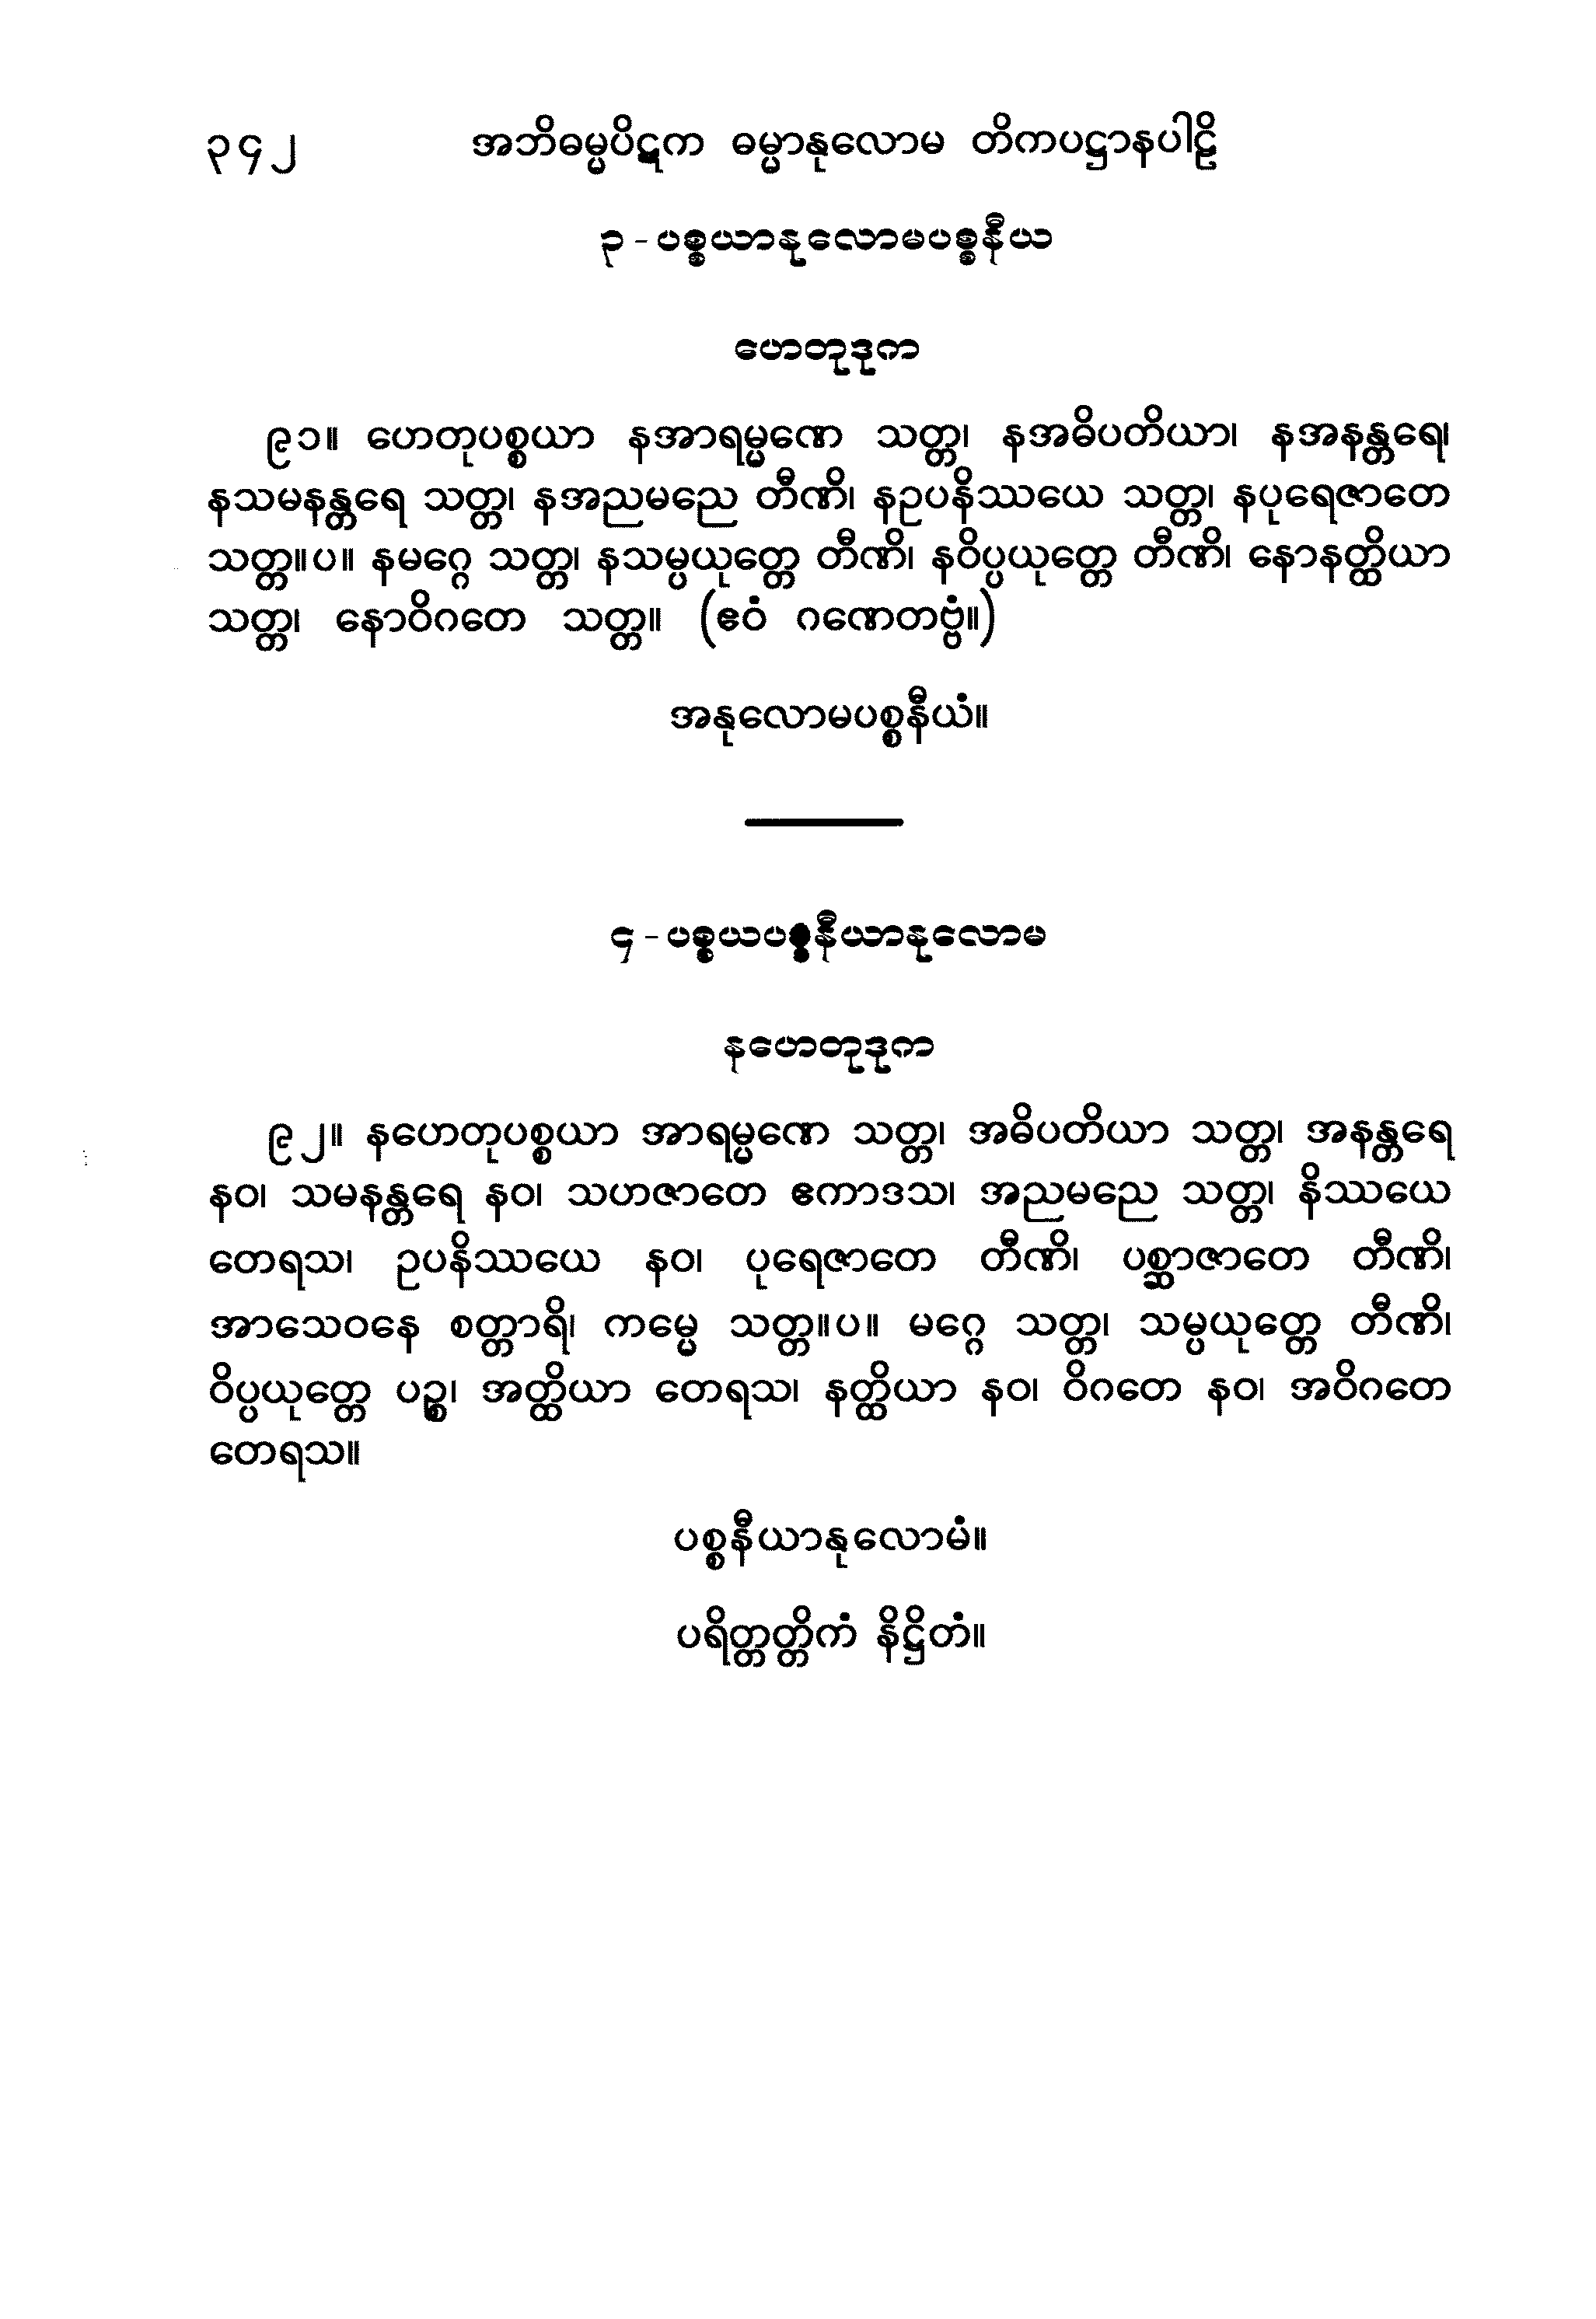 ၃၄၂ အဘိဓမ္မပိဋက ဓမ္မာနုလောမ တိကပဋ္ဌာနပါဠိ
၃-ပစ္စယာနုလောမပစ္စနီယ
ဟေတုဒုက
၉၁။ ဟေတုပစ္စယာ နအာရမ္မဏေ သတ္တ၊ နအဓိပတိယာ၊ နအနန္တရေ၊
နသမနန္တရေ သတ္တ၊ နအညမညေ တီဏိ၊ နဥပနိဿယေ သတ္တ၊ နပုရေဇာတေ
သတ္တ။ပ။ နမဂ္ဂေ သတ္တ၊ နသမ္ပယုတ္တေ တီဏိ၊ နဝိပ္ပယုတ္တေ တီဏိ၊ နောနတ္ထိယာ
သတ္တ၊ နောဝိဂတေ သတ္တ။ (ဧဝံ ဂဏေတဗ္ဗံ။)
အနုလောမပစ္စနီယံ။
၄-ပစ္စယပစ္စနီယာနုလောမ
နဟေတုဒုက
၉၂။ နဟေတုပစ္စယာ အာရမ္မဏေ သတ္တ၊ အဓိပတိယာ သတ္တ၊ အနန္တရေ
နဝ၊ သမနန္တရေ နဝ၊ သဟဇာတေ ဧကာဒသ၊ အညမညေ သတ္တ၊ နိဿယေ
တေရသ၊ ဥပနိဿယေ နဝ၊ ပုရေဇာတေ တီဏိ၊ ပစ္ဆာဇာတေ တီဏိ၊
အာသေဝနေ စတ္တာရိ၊ ကမ္မေ သတ္တ။ပ။ မဂ္ဂေ သတ္တ၊ သမ္ပယုတ္တေ တီဏိ၊
ဝိပ္ပယုတ္တေ ပဉ္စ၊ အတ္ထိယာ တေရသ၊ နတ္ထိယာ နဝ၊ ဝိဂတေ နဝ၊ အဝိဂတေ
တေရသ။
ပစ္စနီယာနုလောမံ။
ပရိတ္တတ္တိကံ နိဋ္ဌိတံ။